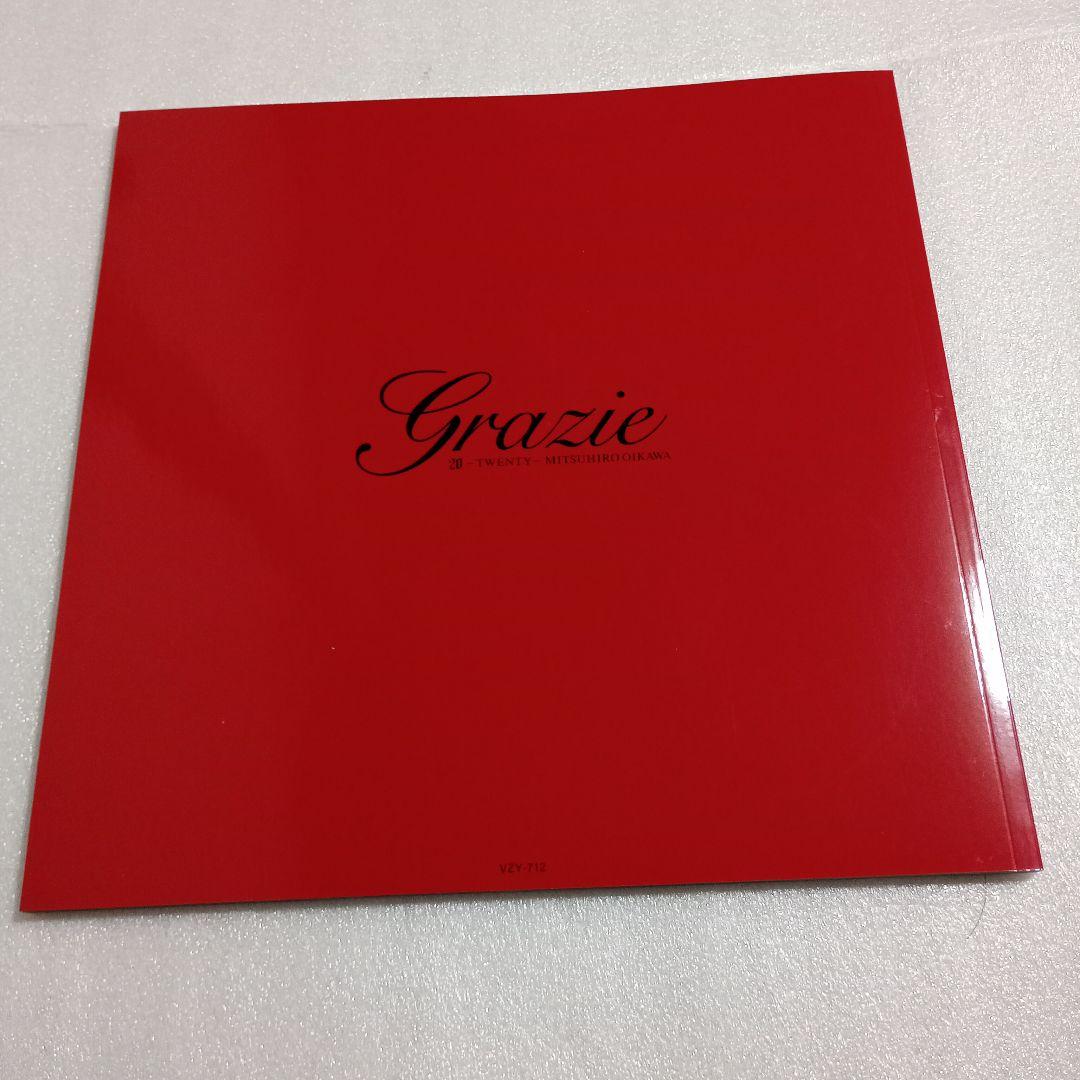 Grazie
20 -TWENTY- MITSUHIRO OIKAWA
VZY-712